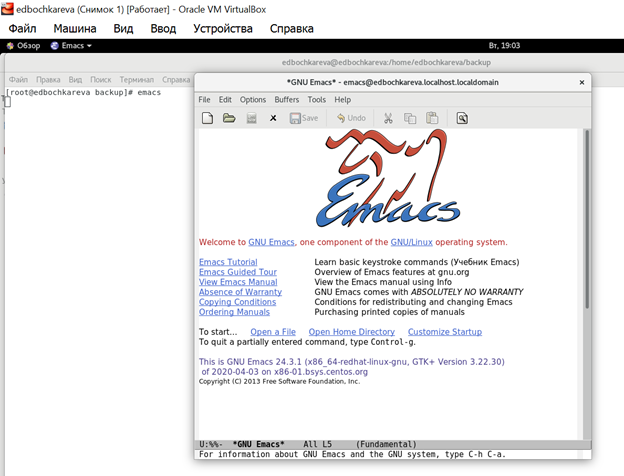 edbochkareva (Снимок 1) [Работает] - Oracle VM VirtualBox
Файл Машина Вид Ввод Устройства Справка
Обзор Emacs Вт, 19:03
edbochkareva@edbochkareva:/home/edbochkareva/backup
Файл Правка Вид Поиск Терминал Справка
[root@edbochkareva backup]# emacs
*GNU Emacs* - emacs@edbochkareva.localhost.localdomain
File Edit Options Buffers Tools Help
Save Undo
Emacs
Welcome to GNU Emacs, one component of the GNU/Linux operating system.
Emacs Tutorial Learn basic keystroke commands (Учебник Emacs)
Emacs Guided Tour Overview of Emacs features at gnu.org
View Emacs Manual View the Emacs manual using Info
Absence of Warranty GNU Emacs comes with ABSOLUTELY NO WARRANTY
Copying Conditions Conditions for redistributing and changing Emacs
Ordering Manuals Purchasing printed copies of manuals
To start... Open a File Open Home Directory Customize Startup
To quit a partially entered command, type Control-g.
This is GNU Emacs 24.3.1 (x86_64-redhat-linux-gnu, GTK+ Version 3.22.30)
of 2020-04-03 on x86-01.bsys.centos.org
Copyright (C) 2013 Free Software Foundation, Inc.
U:%%- *GNU Emacs* All L5 (Fundamental)
For information about GNU Emacs and the GNU system, type C-h C-a.